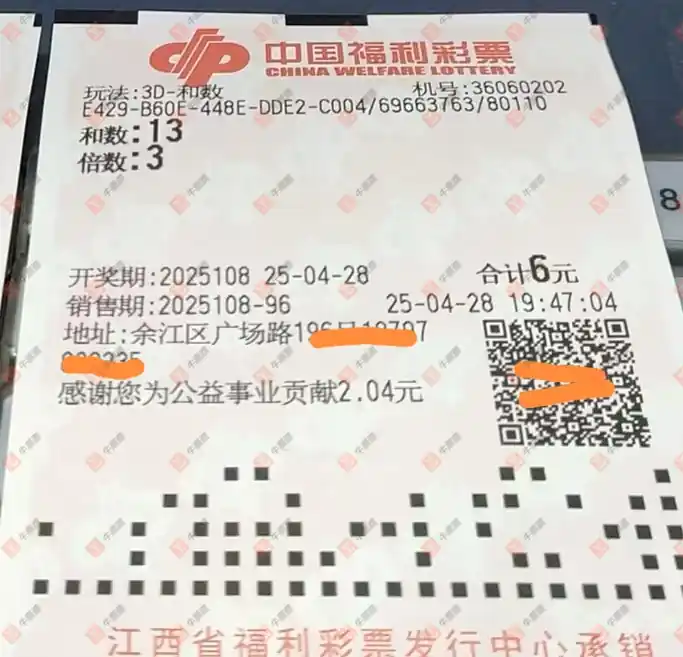 中国福利彩票
CHINA WELFARE LOTTERY
玩法:3D-和数 机号:36060202
E429-B60E-448E-DDE2-C004/69663763/80110
和数:13
倍数:3
开奖期:2025108 25-04-28 合计6元
销售期:2025108-96 25-04-28 19:47:04
地址:余江区广场路
感谢您为公益事业贡献2.04元
江西省福利彩票发行中心承销
8